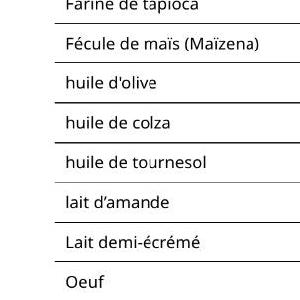 Farine de tapioca
Fécule de maïs (Maïzena)
huile d'olive
huile de colza
huile de tournesol
lait d’amande
Lait demi-écrémé
Oeuf